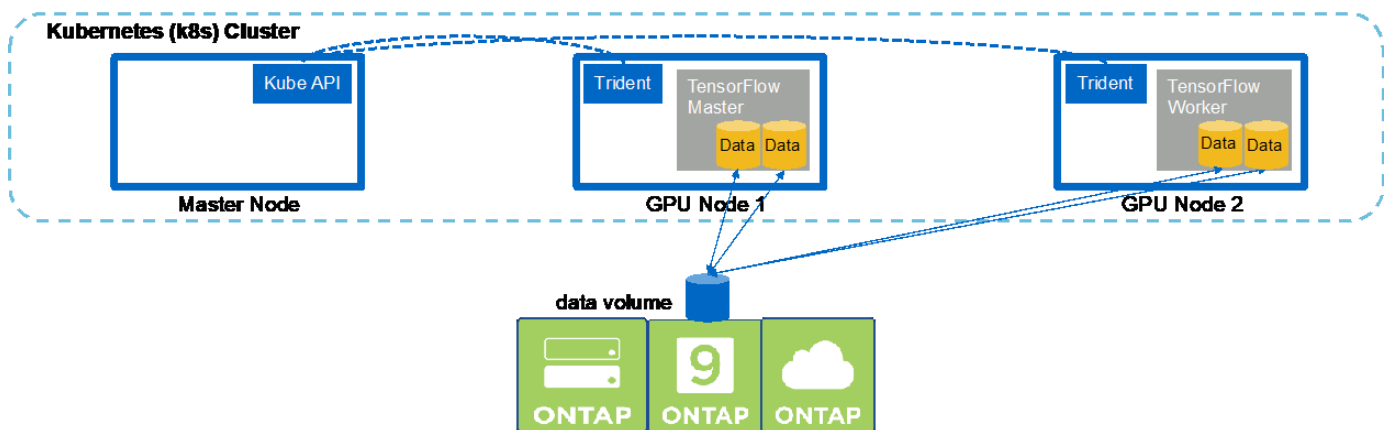 Kubernetes (k8s) Cluster
Kube API
Master Node
Trident
TensorFlow
Master
Data
Data
GPU Node 1
Trident
TensorFlow
Worker
Data
Data
GPU Node 2
data volume
ONTAP
9
ONTAP
ONTAP